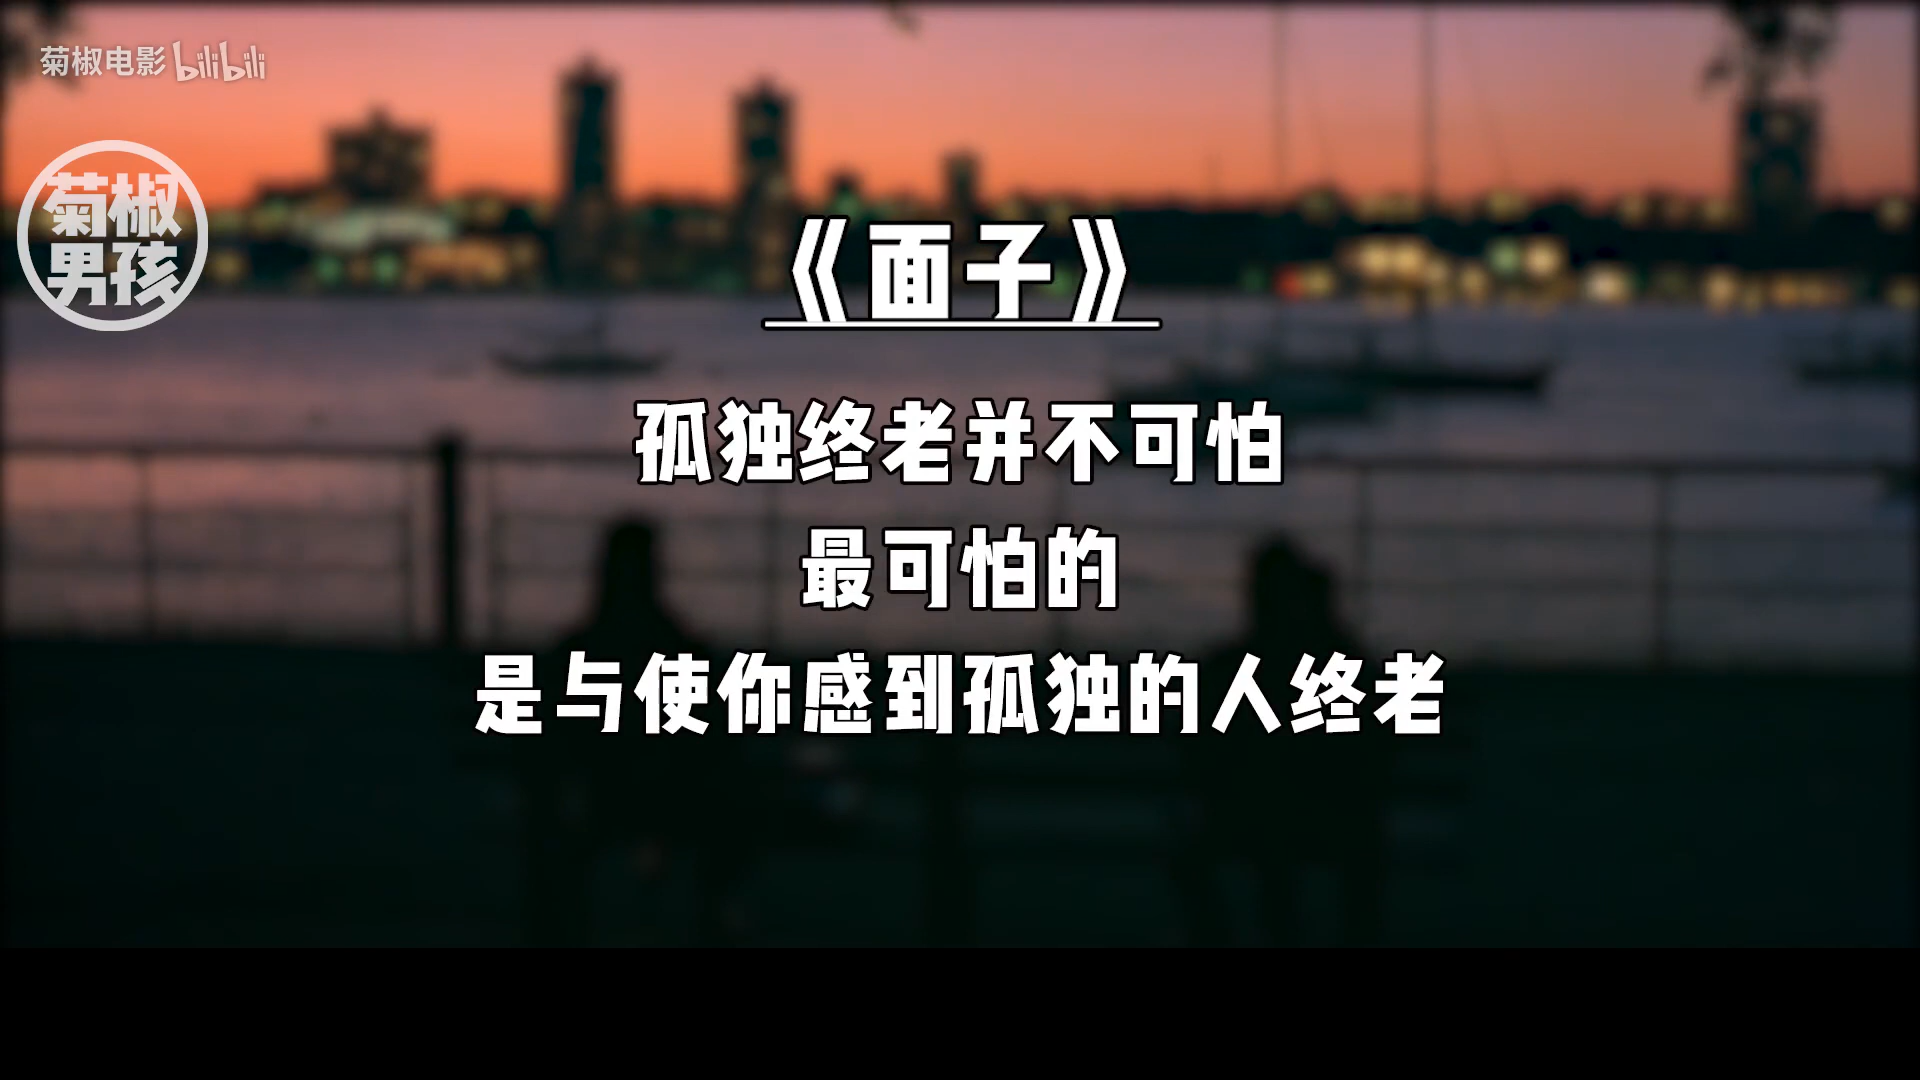 菊椒电影 bilibili
菊椒
男孩
《面子》
孤独终老并不可怕
最可怕的
是与使你感到孤独的人终老